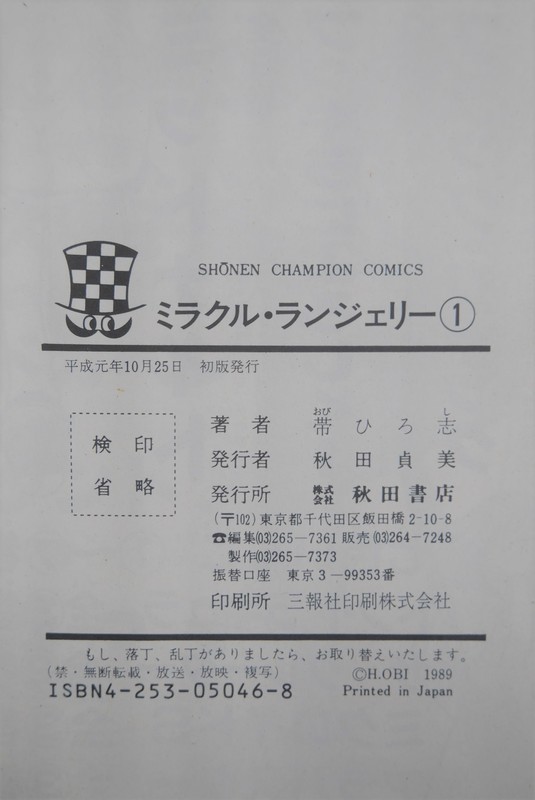 SHŌNEN CHAMPION COMICS
ミラクル・ランジェリー①
平成元年10月25日 初版発行
検印
省略
著者 帯ひろ志
おび し
発行者 秋田貞美
発行所 株式会社 秋田書店
(〒102)東京都千代田区飯田橋2-10-8
☎編集(03)265-7361 販売(03)264-7248
製作(03)265-7373
振替口座 東京3-99353番
印刷所 三報社印刷株式会社
もし、落丁、乱丁がありましたら、お取り替えいたします。
(禁・無断転載・放送・放映・複写)
©H.OBI 1989
ISBN4-253-05046-8
Printed in Japan